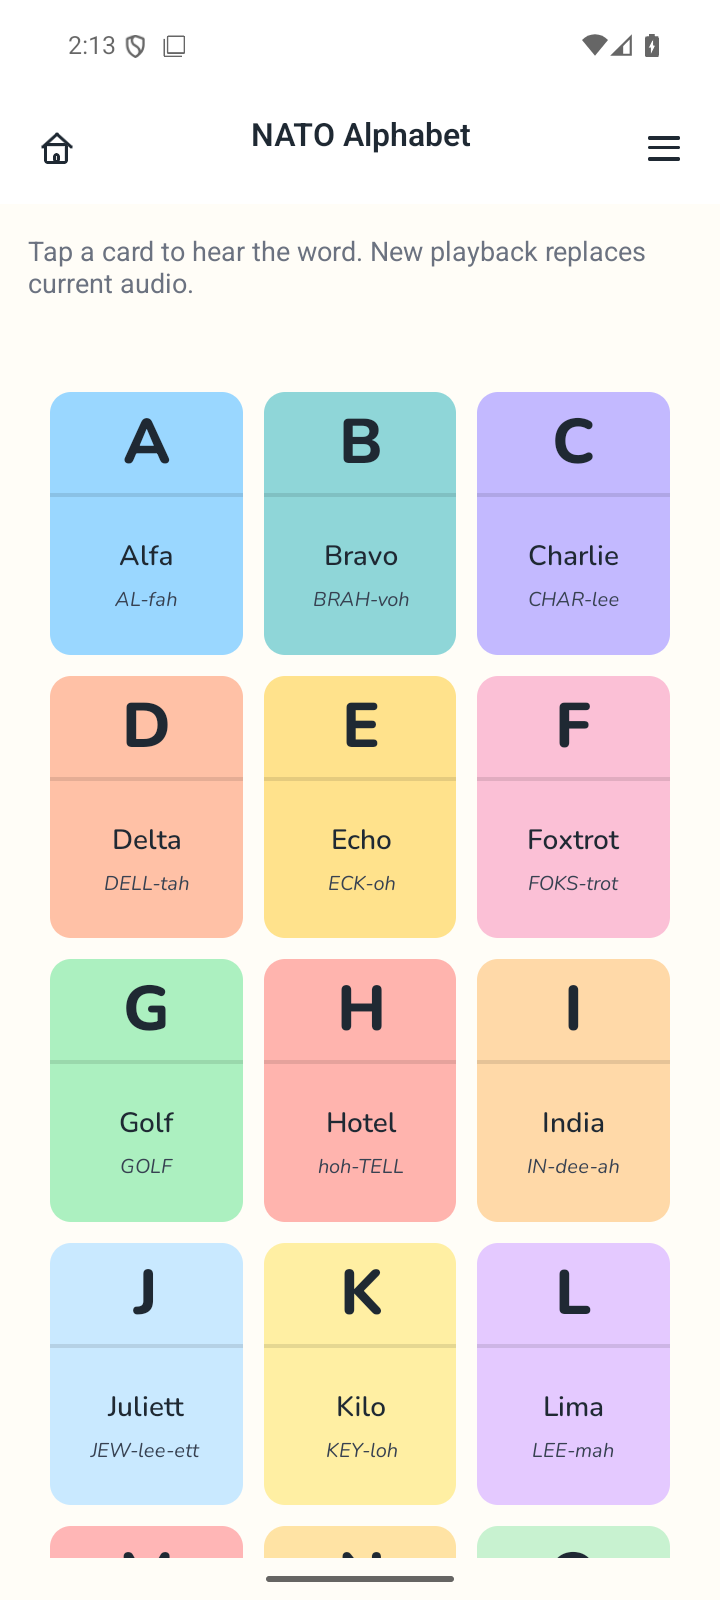 2:13
NATO Alphabet
Tap a card to hear the word. New playback replaces
current audio.
A
B
C
Alfa
Bravo
Charlie
AL-fah
BRAH-voh
CHAR-lee
D
E
F
Delta
Echo
Foxtrot
DELL-tah
ECK-oh
FOKS-trot
G
H
I
Golf
Hotel
India
GOLF
hoh-TELL
IN-dee-ah
J
K
L
Juliett
Kilo
Lima
JEW-lee-ett
KEY-loh
LEE-mah